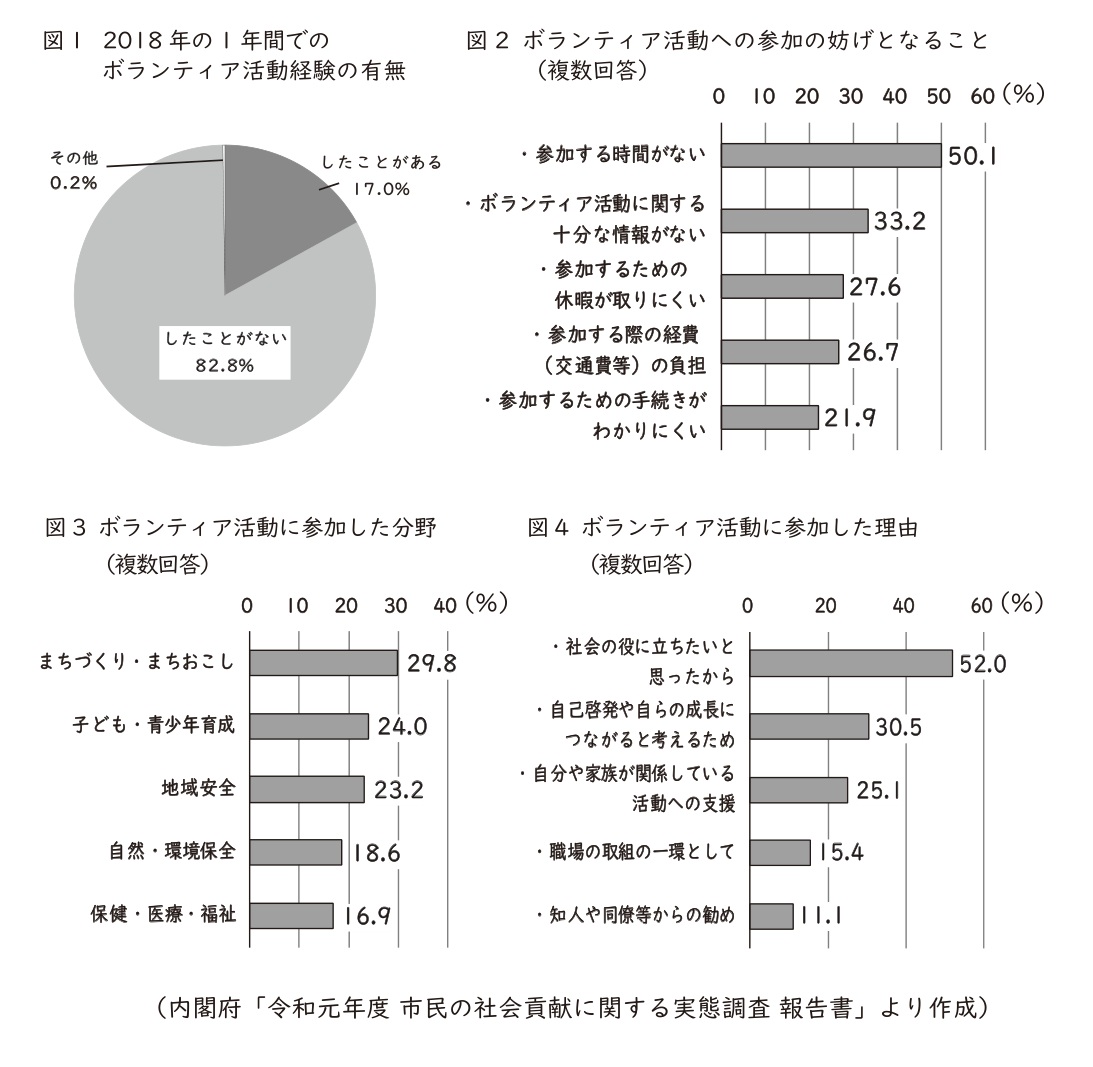 図1 2018年の1年間での
ボランティア活動経験の有無
その他
0.2%
したことがある
17.0%
したことがない
82.8%
図2 ボランティア活動への参加の妨げとなること
(複数回答)
0 10 20 30 40 50 60 (%)
・参加する時間がない 50.1
・ボランティア活動に関する
十分な情報がない 33.2
・参加するための
休暇が取りにくい 27.6
・参加する際の経費
(交通費等)の負担 26.7
・参加するための手続きが
わかりにくい 21.9
図3 ボランティア活動に参加した分野
(複数回答)
0 10 20 30 40 (%)
まちづくり・まちおこし 29.8
子ども・青少年育成 24.0
地域安全 23.2
自然・環境保全 18.6
保健・医療・福祉 16.9
図4 ボランティア活動に参加した理由
(複数回答)
0 20 40 60 (%)
・社会の役に立ちたいと
思ったから 52.0
・自己啓発や自らの成長に
つながると考えるため 30.5
・自分や家族が関係している
活動への支援 25.1
・職場の取組の一環として 15.4
・知人や同僚等からの勧め 11.1
(内閣府「令和元年度 市民の社会貢献に関する実態調査 報告書」より作成)